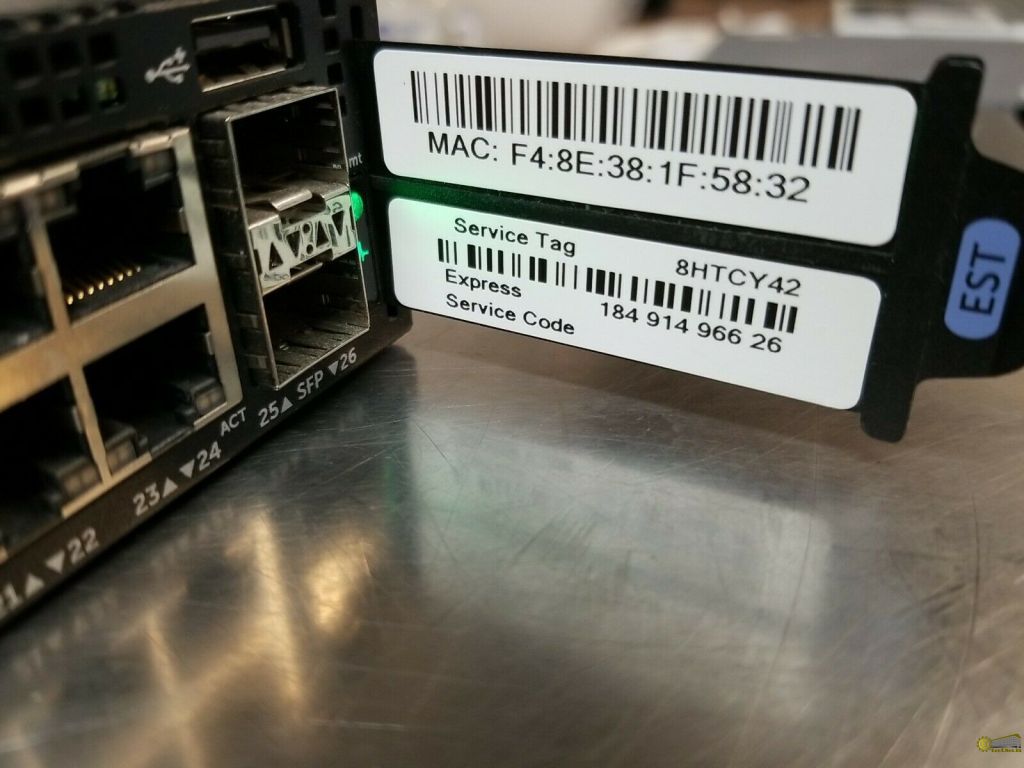 MAC: F4:8E:38:1F:58:32
Service Tag
8HTCY42
Express
Service Code
184 914 966 26
EST
mt
25▲ SFP ▼26
ACT
23▲ ▼24
▲ ▼22